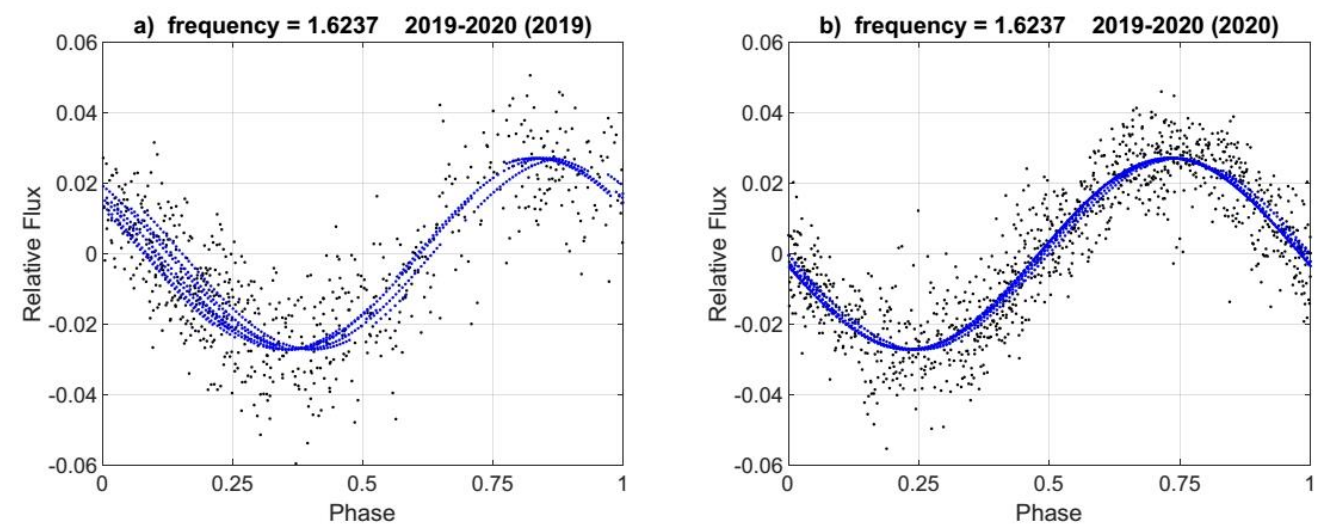 a) frequency = 1.6237 2019-2020 (2019)
0.06
0.04
0.02
0
-0.02
-0.04
-0.06
Relative Flux
0 0.25 0.5 0.75 1
Phase
b) frequency = 1.6237 2019-2020 (2020)
0.06
0.04
0.02
0
-0.02
-0.04
-0.06
Relative Flux
0 0.25 0.5 0.75 1
Phase